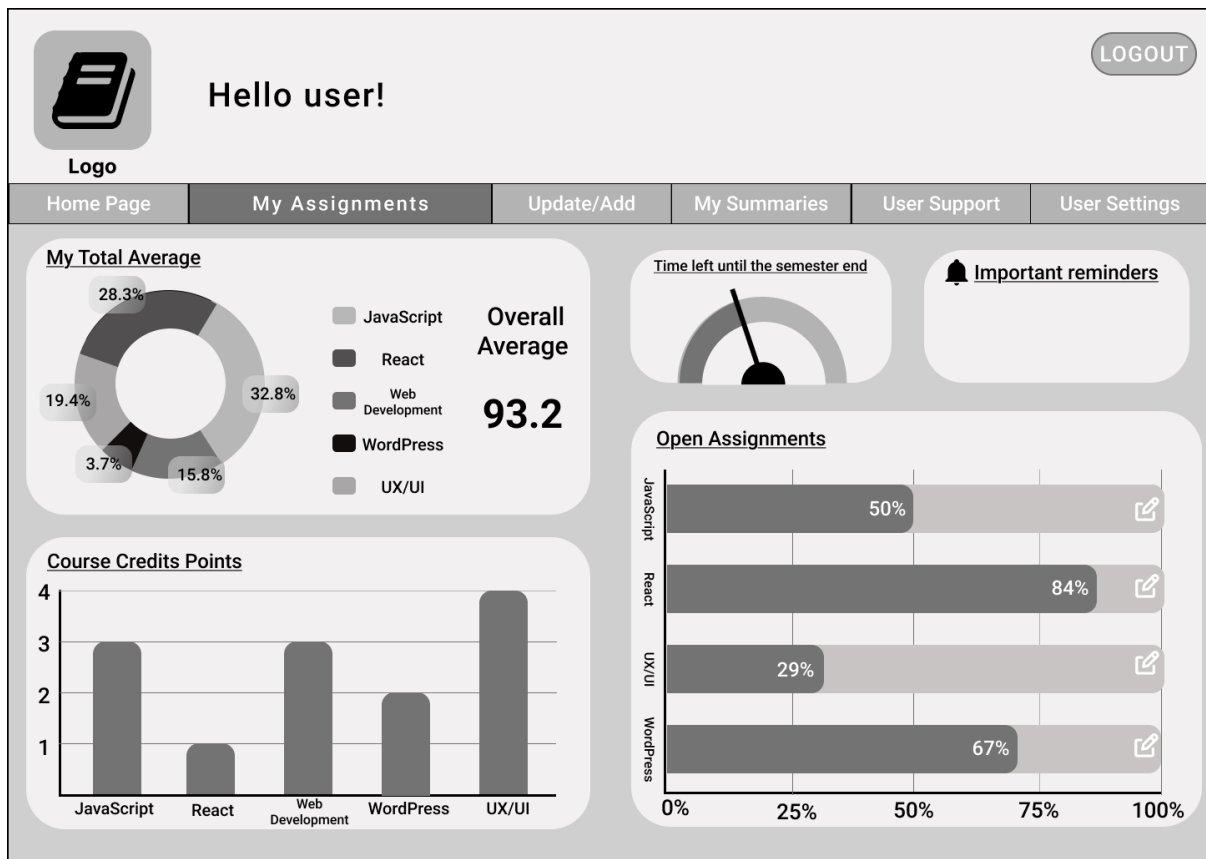 Logo
Hello user!
LOGOUT
Home Page
My Assignments
Update/Add
My Summaries
User Support
User Settings
My Total Average
28.3%
32.8%
19.4%
3.7%
15.8%
JavaScript
React
Web
Development
WordPress
UX/UI
Overall
Average
93.2
Time left until the semester end
Important reminders
Course Credits Points
4
3
2
1
JavaScript
React
Web
Development
WordPress
UX/UI
Open Assignments
JavaScript
50%
React
84%
UX/UI
29%
WordPress
67%
0%
25%
50%
75%
100%